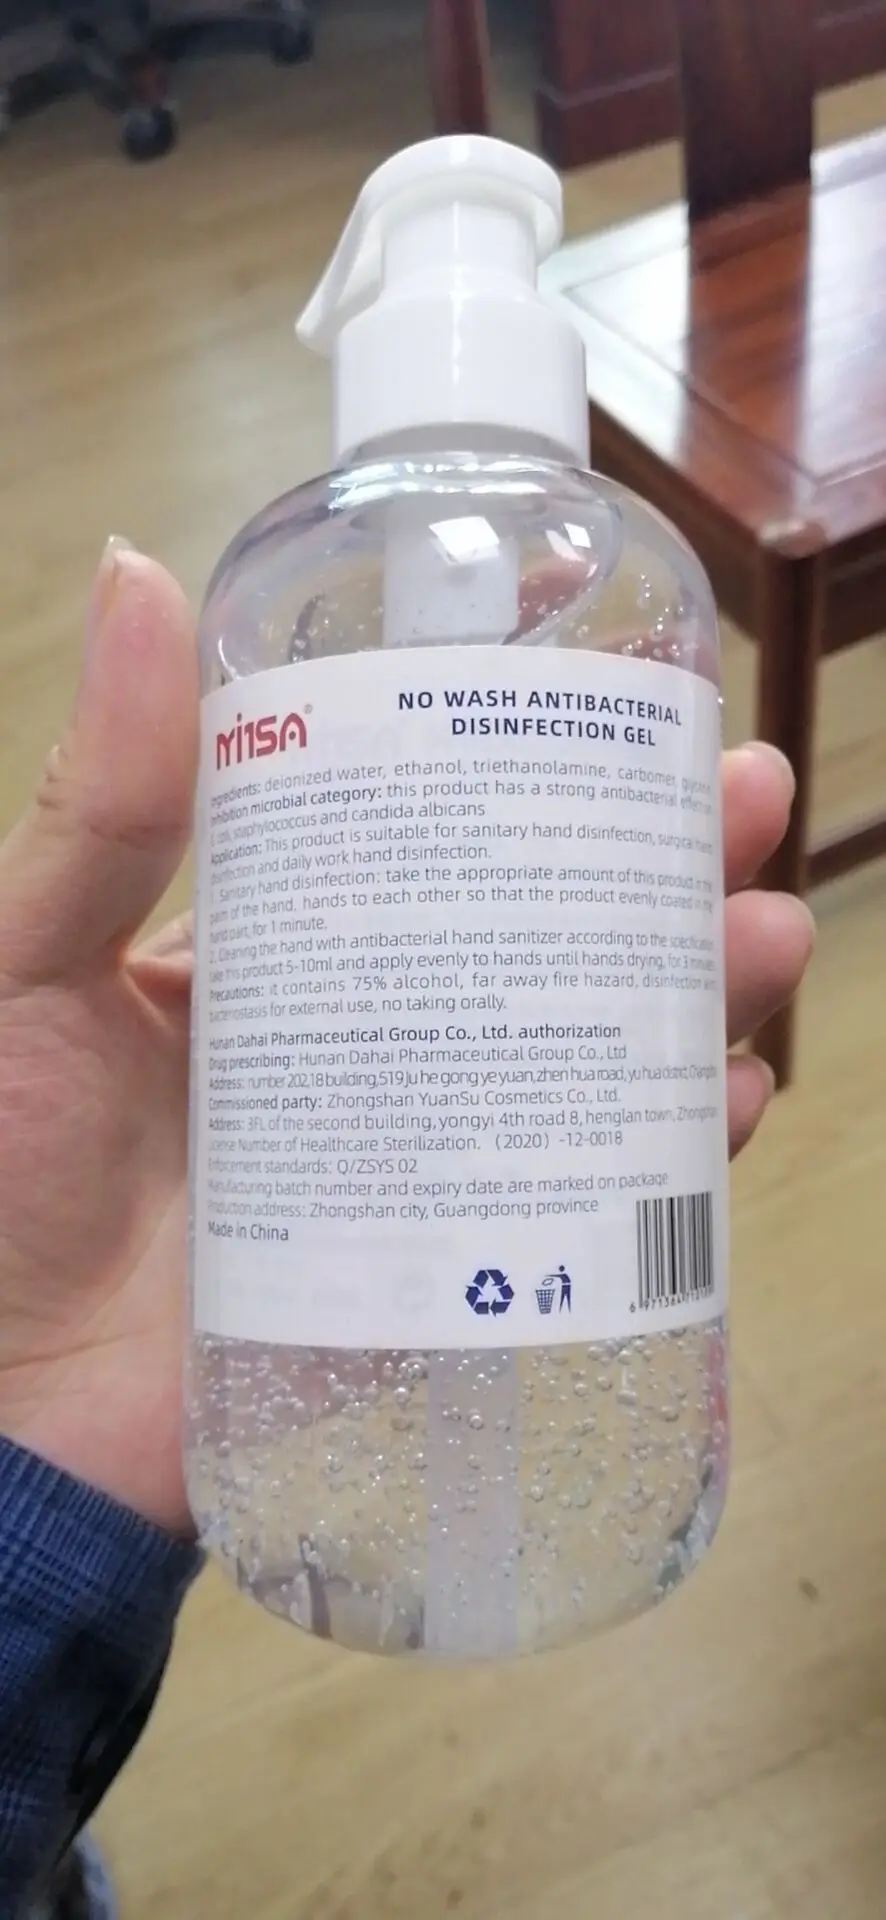 MiISA®
NO WASH ANTIBACTERIAL
DISINFECTION GEL
Ingredients: deionized water, ethanol, triethanolamine, carbomer,
Inhibition microbial category: this product has a strong antibacterial effect
staphylococcus and candida albicans
Application: This product is suitable for sanitary hand disinfection, surgical hand
disinfection and daily work hand disinfection.
1. Sanitary hand disinfection: take the appropriate amount of this product in the
palm of the hand, hands to each other so that the product evenly coated in the
hand part, for 1 minute.
2. Cleaning the hand with antibacterial hand sanitizer according to the specification
take this product 5-10ml and apply evenly to hands until hands drying, for 3 minutes
Precautions: it contains 75% alcohol, far away fire hazard, disinfection
bacteriostasis for external use, no taking orally.
Hunan Dahai Pharmaceutical Group Co., Ltd. authorization
Drug prescribing: Hunan Dahai Pharmaceutical Group Co., Ltd
Address: number 202,18 building,519 Ju he gong ye yuan, zhen hua road, yu hua district,
Commissioned party: Zhongshan YuanSu Cosmetics Co., Ltd.
Address: 3FL of the second building, yongyi 4th road 8, henglan town, Zhongshan
License Number of Healthcare Sterilization. （2020）-12-0018
Enforcement standards: Q/ZSYS 02
Manufacturing batch number and expiry date are marked on package
Production address: Zhongshan city, Guangdong province
Made in China